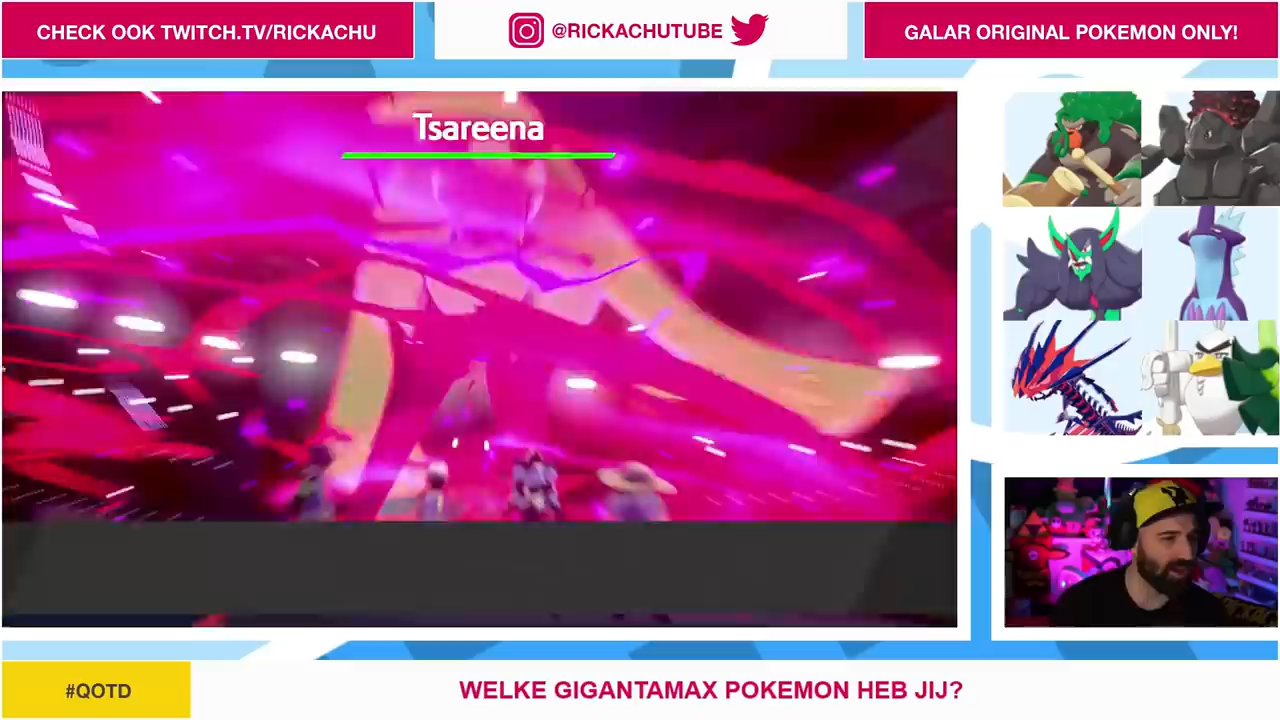 CHECK OOK TWITCH.TV/RICKACHU
@RICKACHUTUBE
GALAR ORIGINAL POKEMON ONLY!
Tsareena
#QOTD
WELKE GIGANTAMAX POKEMON HEB JIJ?